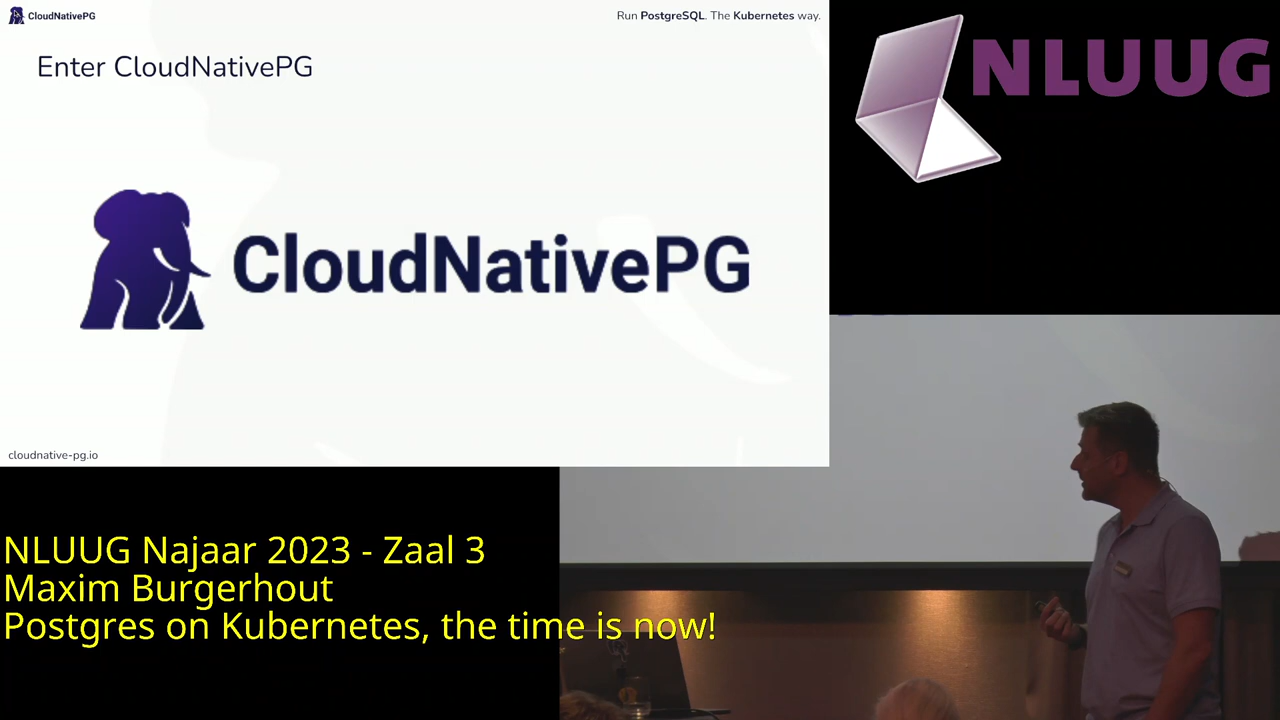 CloudNativePG
Run PostgreSQL. The Kubernetes way.
Enter CloudNativePG
CloudNativePG
cloudnative-pg.io
NLUUG
NLUUG Najaar 2023 - Zaal 3
Maxim Burgerhout
Postgres on Kubernetes, the time is now!